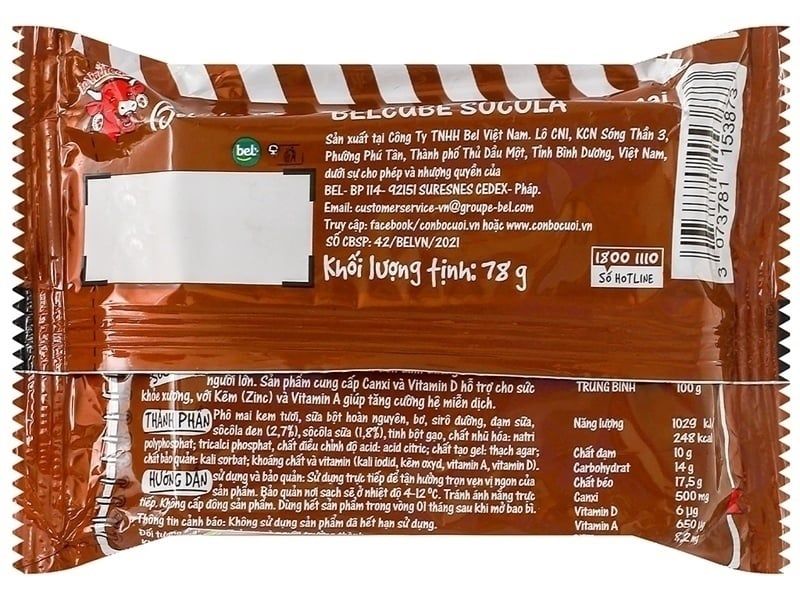 BELCUBE SOCOLA
Sản xuất tại Công Ty TNHH Bel Việt Nam. Lô CN1, KCN Sóng Thần 3,
Phường Phú Tân, Thành phố Thủ Dầu Một, Tỉnh Bình Dương, Việt Nam,
dưới sự cho phép và nhượng quyền của
BEL- BP 114- 92151 SURESNES CEDEX- Pháp.
Email: customerservice-vn@groupe-bel.com
Truy cập: facebook/conbocuoi.vn hoặc www.conbocuoi.vn
SỐ CBSP: 42/BELVN/2021
Khối lượng tịnh: 78 g
1800 1110
Số HOTLINE
bel
3 073781 153873
người lớn. Sản phẩm cung cấp Canxi và Vitamin D hỗ trợ cho sức
khỏe xương, với Kẽm (Zinc) và Vitamin A giúp tăng cường hệ miễn dịch.
THÀNH PHẦN Phô mai kem tươi, sữa bột hoàn nguyên, bơ, sirô đường, đạm sữa,
sôcôla đen (2,7%), sôcôla sữa (1,8%), tinh bột gạo, chất nhũ hóa: natri
polyphosphat; tricalci phosphat, chất điều chỉnh độ acid: acid citric; chất tạo gel: thạch agar;
chất bảo quản: kali sorbat; khoáng chất và vitamin (kali iodid, kẽm oxyd, vitamin A, vitamin D).
HƯỚNG DẪN sử dụng và bảo quản: Sử dụng trực tiếp để tận hưởng trọn vẹn vị ngon của
sản phẩm. Bảo quản nơi sạch sẽ ở nhiệt độ 4-12 °C. Tránh ánh nắng trực
tiếp. Không cấp đông sản phẩm. Dùng hết sản phẩm trong vòng 01 tháng sau khi mở bao bì.
Thông tin cảnh báo: Không sử dụng sản phẩm đã hết hạn sử dụng.
TRUNG BÌNH 100 g
Năng lượng 1029 kJ
248 kcal
Chất đạm 10 g
Carbohydrat 14 g
Chất béo 17,5 g
Canxi 500 mg
Vitamin D 6 µg
Vitamin A 650 µg
8,2 mg